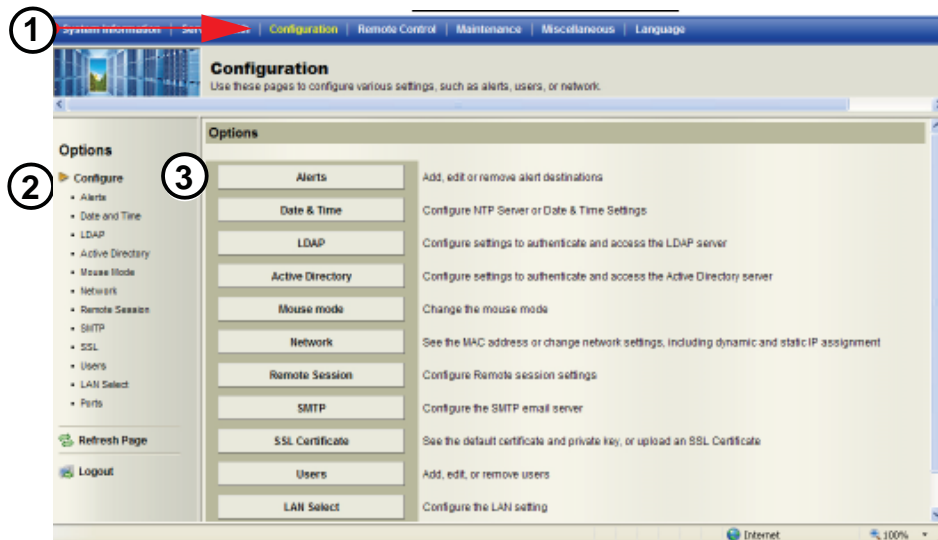 1
System Information | Ser | Configuration | Remote Control | Maintenance | Miscellaneous | Language
Configuration
Use these pages to configure various settings, such as alerts, users, or network.
Options
2
Configure
Alerts
Date and Time
LDAP
Active Directory
Mouse Mode
Network
Remote Session
SMTP
SSL
Users
LAN Select
Ports
Refresh Page
Logout
Options
3
Alerts Add, edit or remove alert destinations
Date & Time Configure NTP Server or Date & Time Settings
LDAP Configure settings to authenticate and access the LDAP server
Active Directory Configure settings to authenticate and access the Active Directory server
Mouse mode Change the mouse mode
Network See the MAC address or change network settings, including dynamic and static IP assignment
Remote Session Configure Remote session settings
SMTP Configure the SMTP email server
SSL Certificate See the default certificate and private key, or upload an SSL Certificate
Users Add, edit, or remove users
LAN Select Configure the LAN setting
Internet 100%